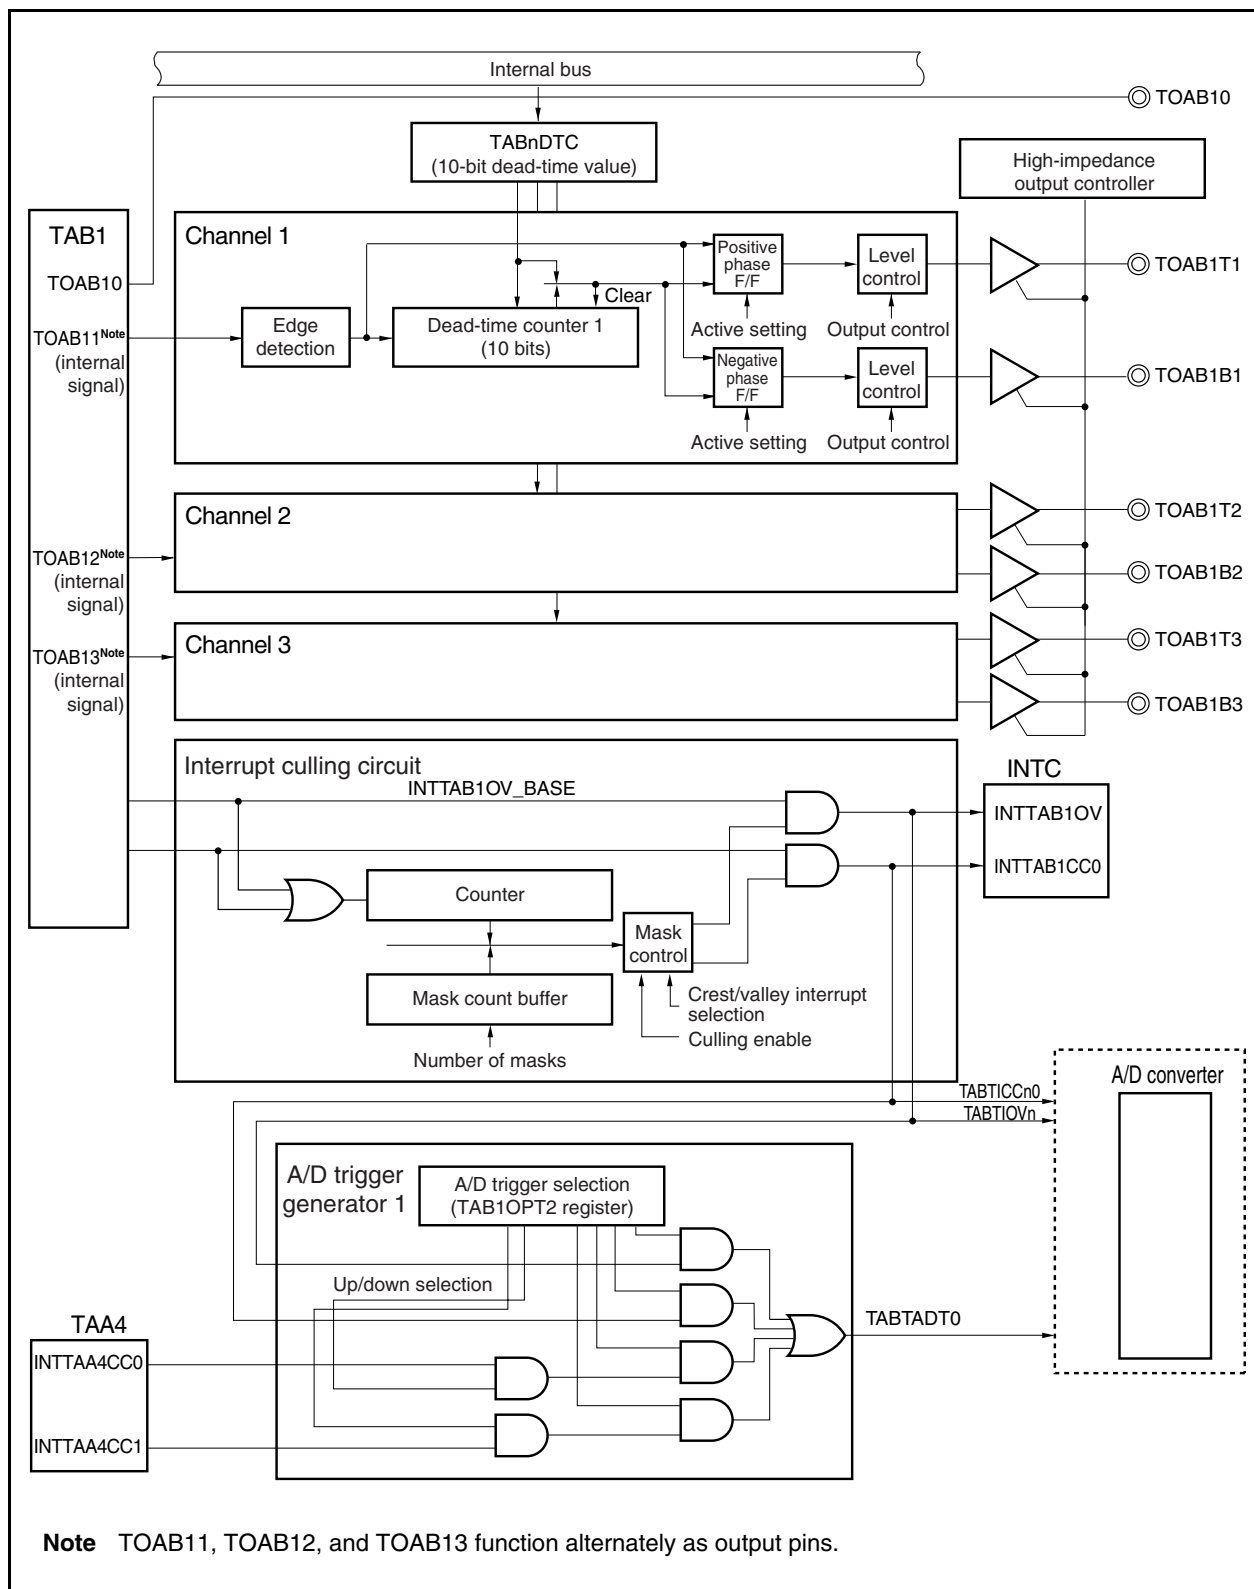 Internal bus
TOAB10
TABnDTC
(10-bit dead-time value)
High-impedance
output controller
TAB1
TOAB10
TOAB11Note
(internal
signal)
TOAB12Note
(internal
signal)
TOAB13Note
(internal
signal)
Channel 1
Edge
detection
Dead-time counter 1
(10 bits)
Clear
Positive
phase
F/F
Level
control
Active setting
Output control
Negative
phase
F/F
Level
control
Active setting
Output control
TOAB1T1
TOAB1B1
Channel 2
TOAB1T2
TOAB1B2
Channel 3
TOAB1T3
TOAB1B3
Interrupt culling circuit
INTTAB1OV_BASE
Counter
Mask
control
Mask count buffer
Number of masks
Crest/valley interrupt
selection
Culling enable
INTC
INTTAB1OV
INTTAB1CC0
TABTICCn0
TABTIOVn
A/D converter
A/D trigger
generator 1
A/D trigger selection
(TAB1OPT2 register)
Up/down selection
TABTADT0
TAA4
INTTAA4CC0
INTTAA4CC1
Note TOAB11, TOAB12, and TOAB13 function alternately as output pins.